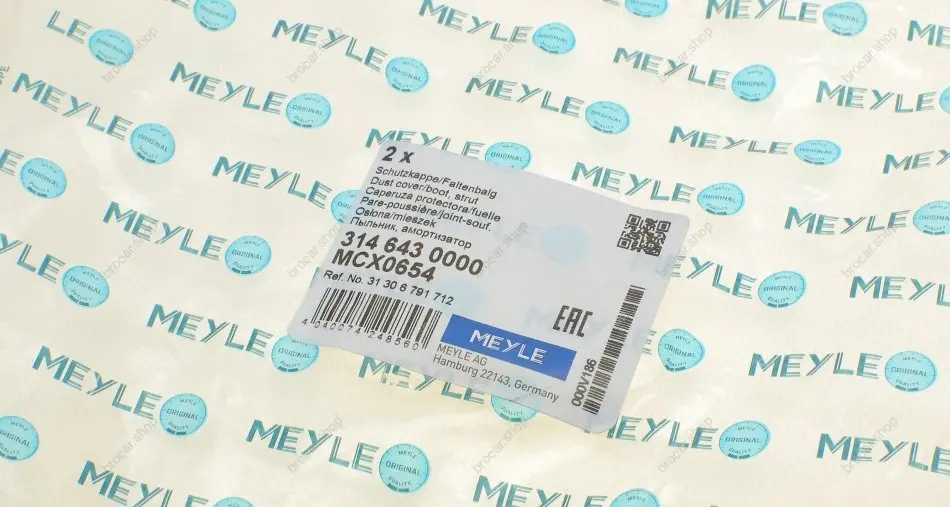 2 x
Schutzkappe/Faltenbalg
Dust cover/boot, strut
Caperuza protectora/fuelle
Pare-poussière/joint-souf.
Osłona/mieszek
Пыльник, амортизатор
314 643 0000
MCX0654
Ref. No. 31 30 6 791 712
4 040074 248560
MEYLE
MEYLE AG
Hamburg 22143, Germany
EAC
000V186
MEYLE
MEYLE
ORIGINAL
QUALITY
brocar.shop